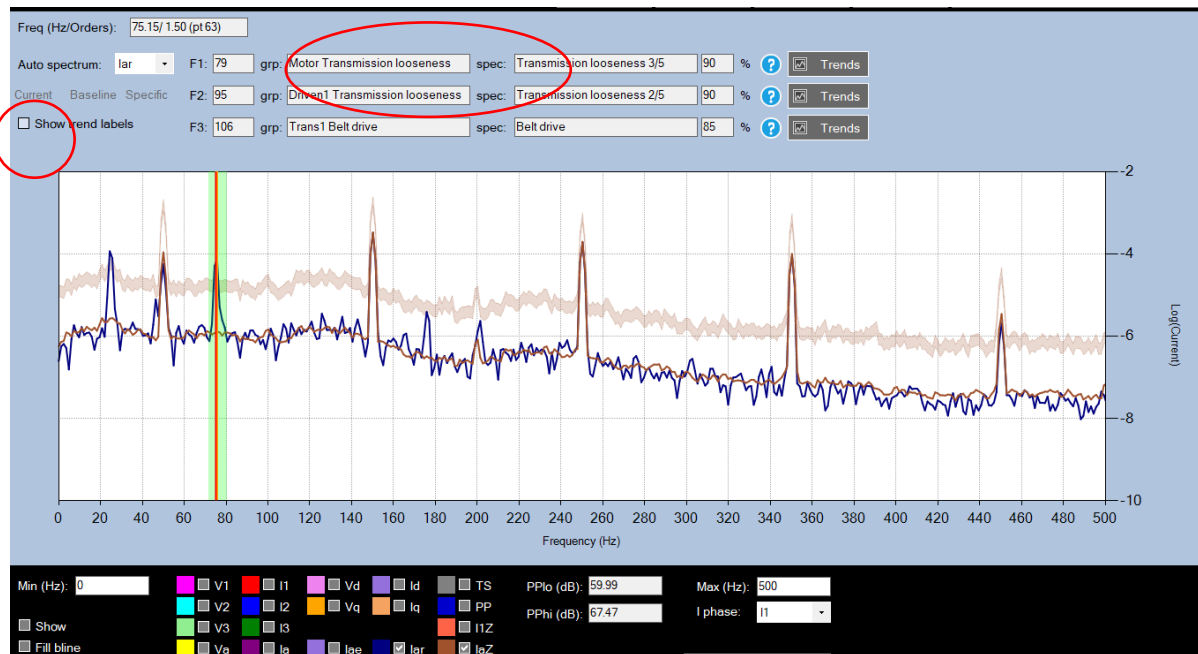 Freq (Hz/Orders): 75.15/ 1.50 (pt 63)
Auto spectrum: Iar F1: 79 grp: Motor Transmission looseness spec: Transmission looseness 3/5 90 % ? Trends
Current Baseline Specific F2: 95 grp: Driven1 Transmission looseness spec: Transmission looseness 2/5 90 % ? Trends
Show trend labels F3: 106 grp: Trans1 Belt drive spec: Belt drive 85 % ? Trends
-2
-4
-6
-8
-10
Log(Current)
0 20 40 60 80 100 120 140 160 180 200 220 240 260 280 300 320 340 360 380 400 420 440 460 480 500
Frequency (Hz)
Min (Hz): 0 V1 I1 Vd Id TS PPlo (dB): 59.99 Max (Hz): 500
V2 I2 Vq Iq PP PPhi (dB): 67.47 I phase: I1
Show V3 I3 I1Z
Fill bline Va Ia Iae Iar IaZ